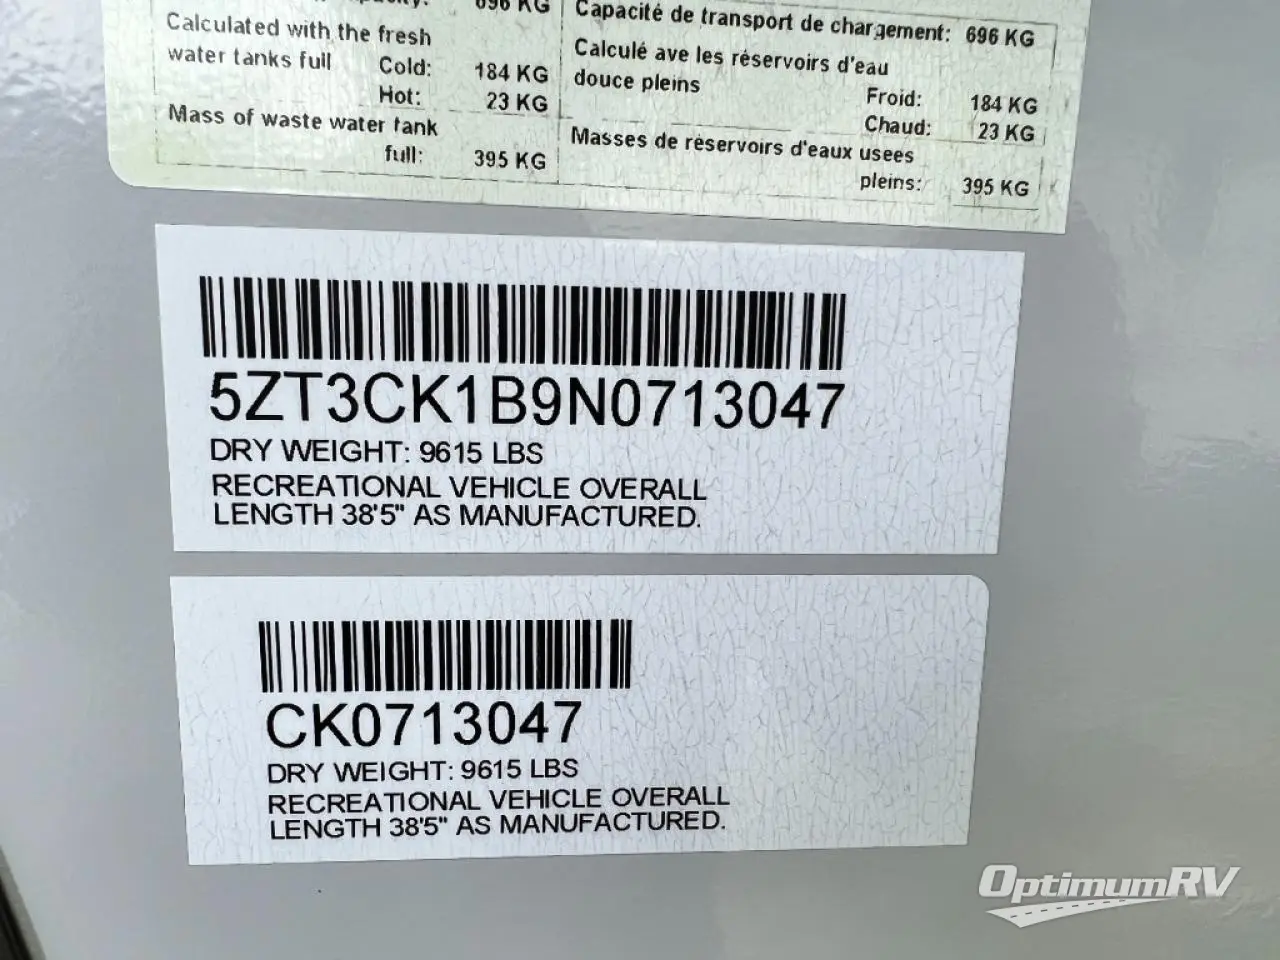 696 KG
Calculated with the fresh
water tanks full
Cold: 184 KG
Hot: 23 KG
Mass of waste water tank
full: 395 KG
Capacité de transport de chargement: 696 KG
Calculé ave les réservoirs d'eau
douce pleins
Froid: 184 KG
Chaud: 23 KG
Masses de réservoirs d'eaux usees
pleins: 395 KG
5ZT3CK1B9N0713047
DRY WEIGHT: 9615 LBS
RECREATIONAL VEHICLE OVERALL
LENGTH 38'5" AS MANUFACTURED.
CK0713047
DRY WEIGHT: 9615 LBS
RECREATIONAL VEHICLE OVERALL
LENGTH 38'5" AS MANUFACTURED.
OptimumRV